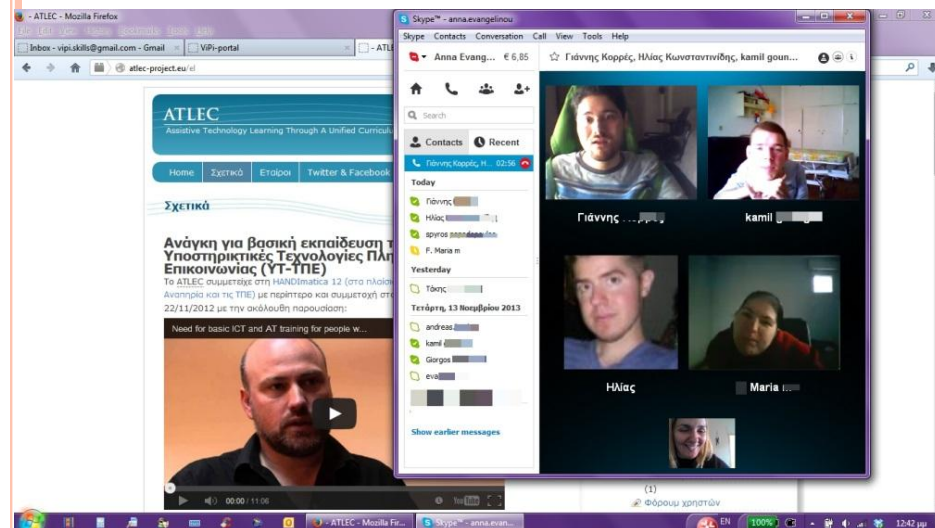 - ATLEC - Mozilla Firefox
Inbox - vipi.skills@gmail.com - Gmail
ViPi-portal
- ATLE
atlec-project.eu/el
ATLEC
Assistive Technology Learning Through A Unified Curriculu
Home Σχετικά Εταίροι Twitter & Facebook
Σχετικά
Ανάγκη για βασική εκπαίδευση τ
Υποστηρικτικές Τεχνολογίες Πλη
Επικοινωνίας (ΥΤ-ΤΠΕ)
Το ATLEC συμμετείχε στη HANDImatica 12 (στα πλαίσι
Αναπηρία και τις ΤΠΕ) με περίπτερο και συμμετοχή στ
22/11/2012 με την ακόλουθη παρουσίαση:
Need for basic ICT and AT training for people w...
00:00 / 11:06
YouTube
Skype™ - anna.evangelinou
Skype Contacts Conversation Call View Tools Help
Anna Evang... € 6,85
Search
Contacts Recent
Γιάννης Κορρές, Η... 02:56
Today
Γιάννης
Ηλίας
spyros
F. Maria m
Yesterday
Τάκης
Τετάρτη, 13 Νοεμβρίου 2013
andreas.
kamil
Giorgos
eva
Show earlier messages
Γιάννης Κορρές, Ηλίας Κωνσταντινίδης, kamil goun...
Γιάννης
kamil
Ηλίας
Maria
(1)
Φόρουμ χρηστών
- ATLEC - Mozilla Fir...
Skype™ - anna.evan...
EN
100%
12:42 μμ